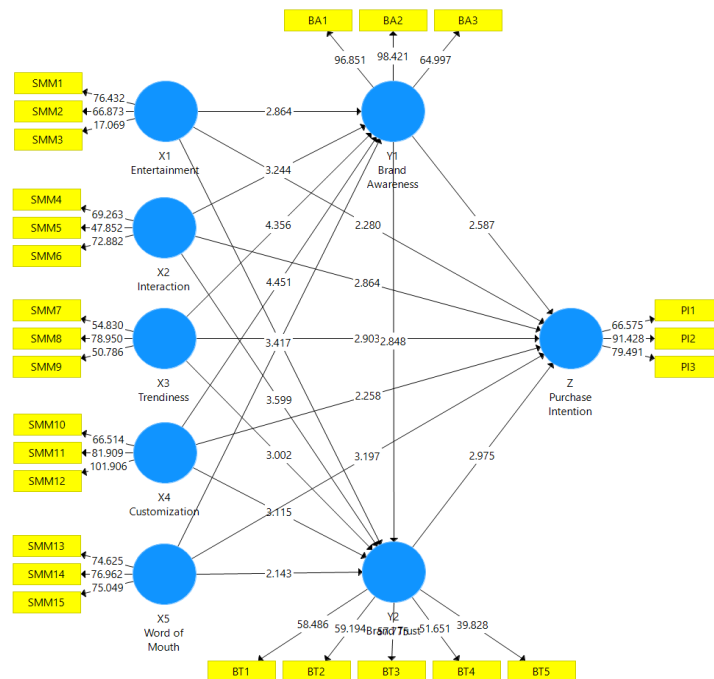 BA1 BA2 BA3
96.851 98.421 64.997
SMM1
SMM2
SMM3
76.432
66.873
17.069
X1
Entertainment
2.864
Y1
Brand
Awareness
SMM4
SMM5
SMM6
69.263
47.852
72.882
X2
Interaction
3.244
4.356
4.451
3.417
3.599
3.002
3.115
2.143
2.280
2.864
2.903
2.848
2.258
3.197
2.587
2.975
SMM7
SMM8
SMM9
54.830
78.950
50.786
X3
Trendiness
Z
Purchase
Intention
66.575
91.428
79.491
PI1
PI2
PI3
SMM10
SMM11
SMM12
66.514
81.909
101.906
X4
Customization
SMM13
SMM14
SMM15
74.625
76.962
75.049
X5
Word of
Mouth
Y2
Brand Trust
58.486 59.194 51.651 39.828
BT1 BT2 BT3 BT4 BT5